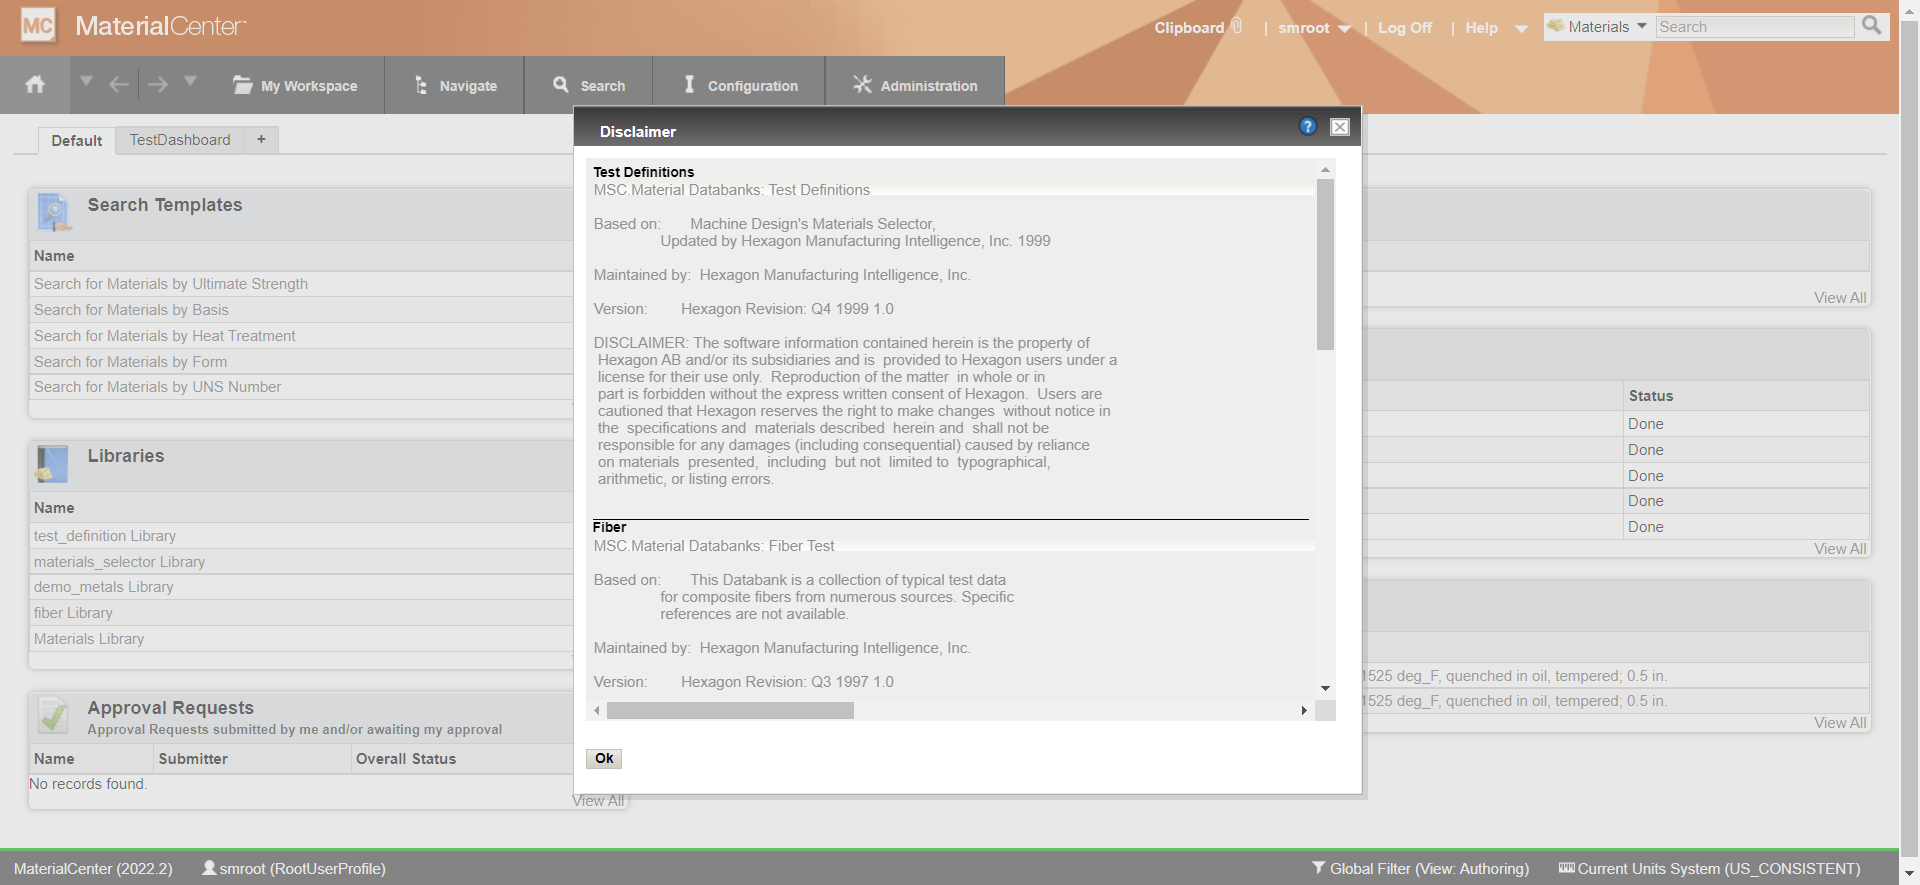 MC MaterialCenter
Clipboard | smroot | Log Off | Help Materials Search
My Workspace Navigate Search Configuration Administration
Default TestDashboard +
Disclaimer ?
Search Templates
Name
Search for Materials by Ultimate Strength
Search for Materials by Basis
Search for Materials by Heat Treatment
Search for Materials by Form
Search for Materials by UNS Number
Libraries
Name
test_definition Library
materials_selector Library
demo_metals Library
fiber Library
Materials Library
Approval Requests
Approval Requests submitted by me and/or awaiting my approval
Name Submitter Overall Status
No records found.
View All
Test Definitions
MSC.Material Databanks: Test Definitions
Based on: Machine Design's Materials Selector,
Updated by Hexagon Manufacturing Intelligence, Inc. 1999
Maintained by: Hexagon Manufacturing Intelligence, Inc.
Version: Hexagon Revision: Q4 1999 1.0
DISCLAIMER: The software information contained herein is the property of
Hexagon AB and/or its subsidiaries and is provided to Hexagon users under a
license for their use only. Reproduction of the matter in whole or in
part is forbidden without the express written consent of Hexagon. Users are
cautioned that Hexagon reserves the right to make changes without notice in
the specifications and materials described herein and shall not be
responsible for any damages (including consequential) caused by reliance
on materials presented, including but not limited to typographical,
arithmetic, or listing errors.
Fiber
MSC.Material Databanks: Fiber Test
Based on: This Databank is a collection of typical test data
for composite fibers from numerous sources. Specific
references are not available.
Maintained by: Hexagon Manufacturing Intelligence, Inc.
Version: Hexagon Revision: Q3 1997 1.0
Ok
View All
Status
Done
Done
Done
Done
Done
View All
1525 deg_F, quenched in oil, tempered; 0.5 in.
1525 deg_F, quenched in oil, tempered; 0.5 in.
View All
MaterialCenter (2022.2) smroot (RootUserProfile) Global Filter (View: Authoring) Current Units System (US_CONSISTENT)